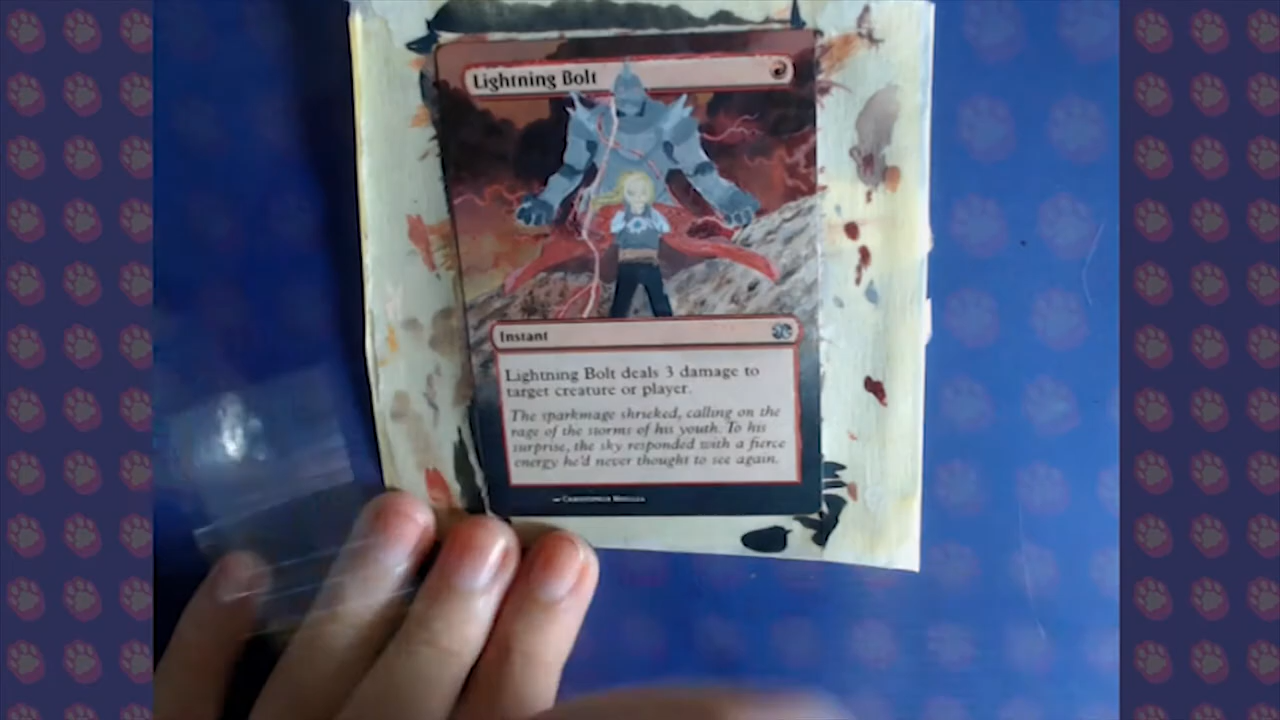 Lightning Bolt
Instant
Lightning Bolt deals 3 damage to
target creature or player.
The sparkmage shrieked, calling on the
rage of the storms of his youth. To his
surprise, the sky responded with a fierce
energy he'd never thought to see again.
Christopher Moeller